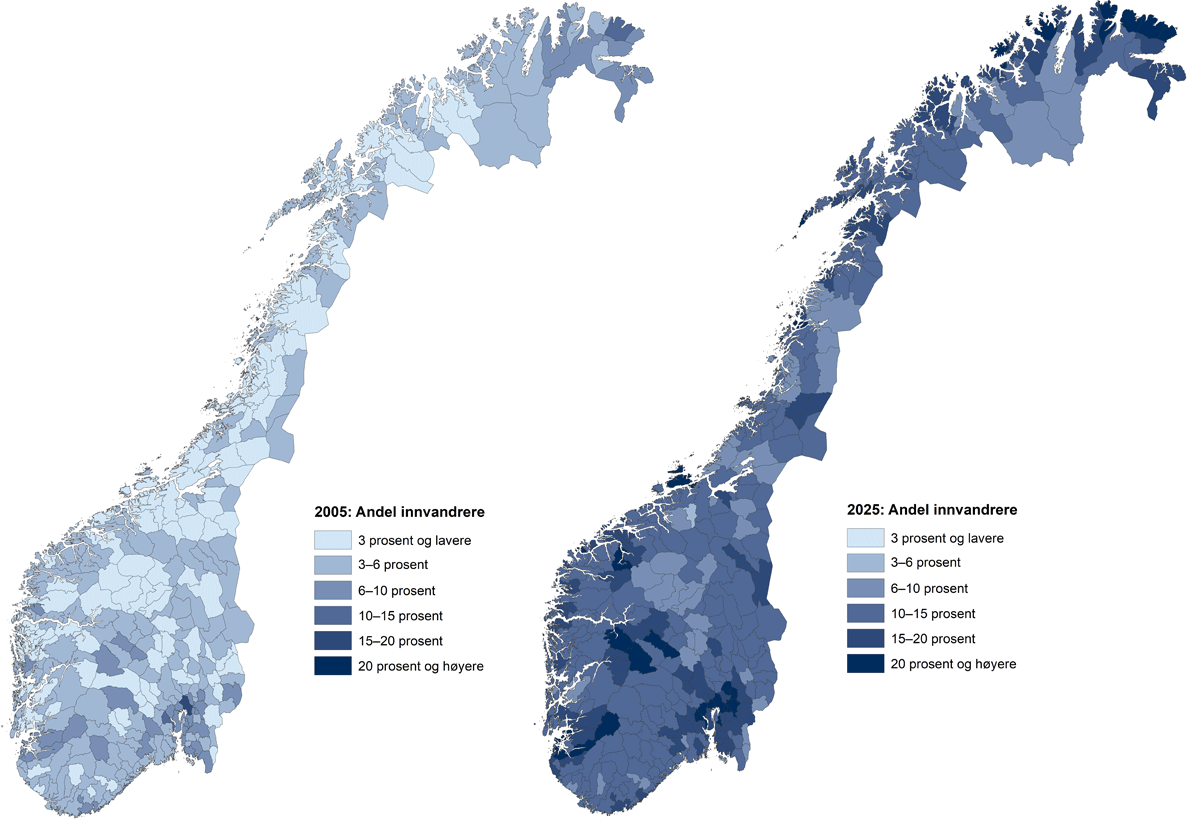 2005: Andel innvandrere
3 prosent og lavere
3–6 prosent
6–10 prosent
10–15 prosent
15–20 prosent
20 prosent og høyere
2025: Andel innvandrere
3 prosent og lavere
3–6 prosent
6–10 prosent
10–15 prosent
15–20 prosent
20 prosent og høyere